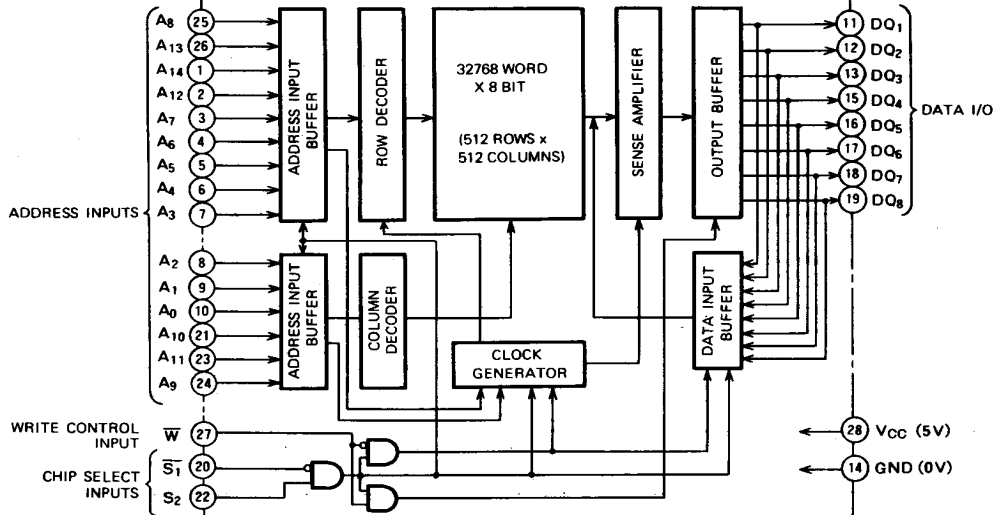 A8 25
A13 26
A14 1
A12 2
A7 3
A6 4
A5 5
A4 6
A3 7
ADDRESS INPUTS
A2 8
A1 9
A0 10
A10 21
A11 23
A9 24
WRITE CONTROL
INPUT
W̅ 27
CHIP SELECT
INPUTS
S̅1̅ 20
S2 22
ADDRESS INPUT
BUFFER
ROW DECODER
32768 WORD
X 8 BIT
(512 ROWS x
512 COLUMNS)
SENSE AMPLIFIER
OUTPUT BUFFER
ADDRESS INPUT
BUFFER
COLUMN
DECODER
CLOCK
GENERATOR
DATA INPUT
BUFFER
11 DQ1
12 DQ2
13 DQ3
15 DQ4
16 DQ5
17 DQ6
18 DQ7
19 DQ8
DATA I/O
28 VCC (5V)
14 GND (0V)